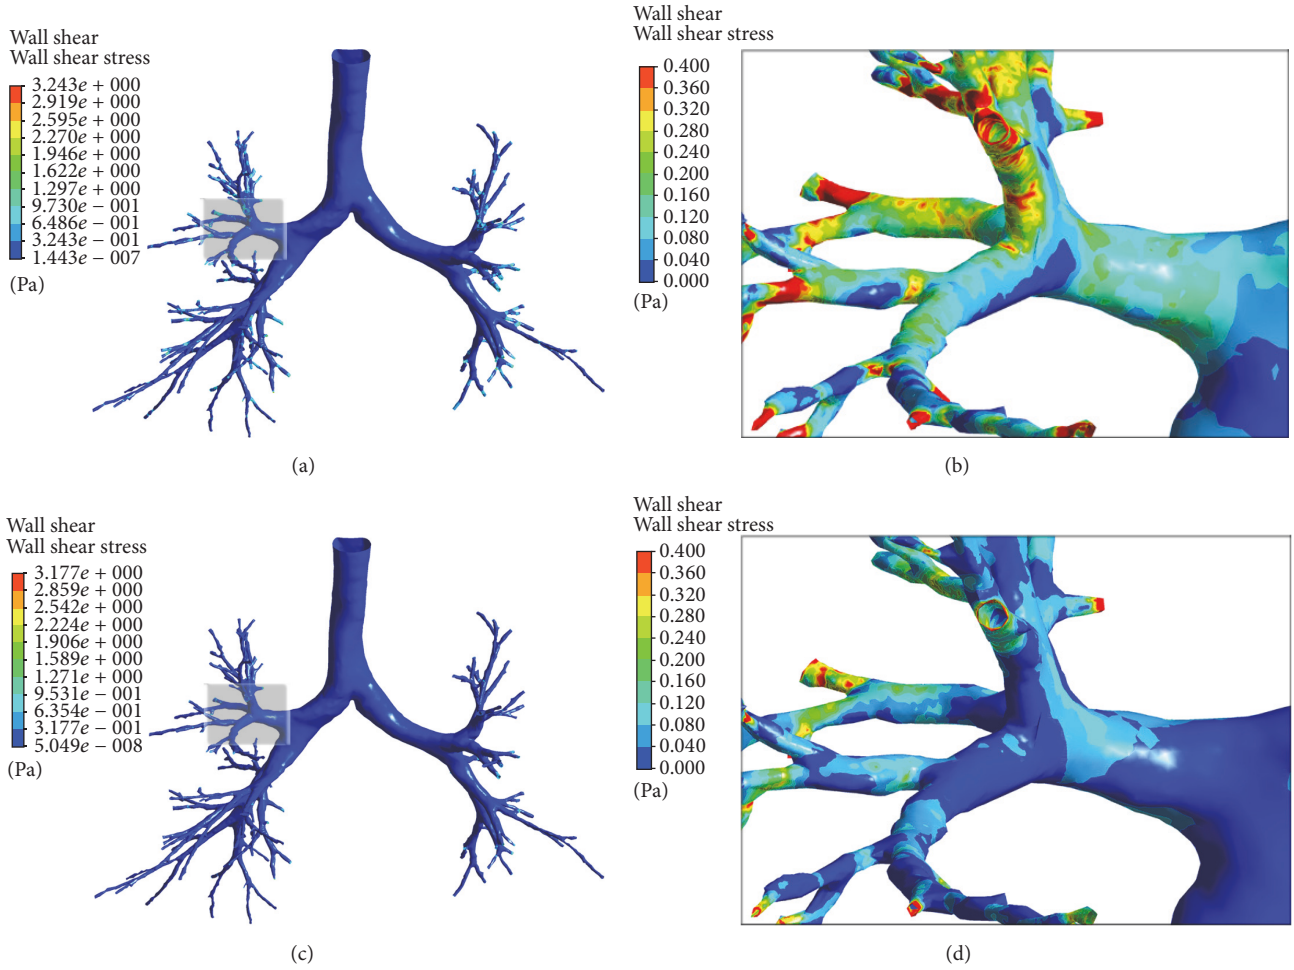 Wall shear
Wall shear stress
3.243e + 000
2.919e + 000
2.595e + 000
2.270e + 000
1.946e + 000
1.622e + 000
1.297e + 000
9.730e − 001
6.486e − 001
3.243e − 001
1.443e − 007
(Pa)
(a)
Wall shear
Wall shear stress
0.400
0.360
0.320
0.280
0.240
0.200
0.160
0.120
0.080
0.040
0.000
(Pa)
(b)
Wall shear
Wall shear stress
3.177e + 000
2.859e + 000
2.542e + 000
2.224e + 000
1.906e + 000
1.589e + 000
1.271e + 000
9.531e − 001
6.354e − 001
3.177e − 001
5.049e − 008
(Pa)
(c)
Wall shear
Wall shear stress
0.400
0.360
0.320
0.280
0.240
0.200
0.160
0.120
0.080
0.040
0.000
(Pa)
(d)